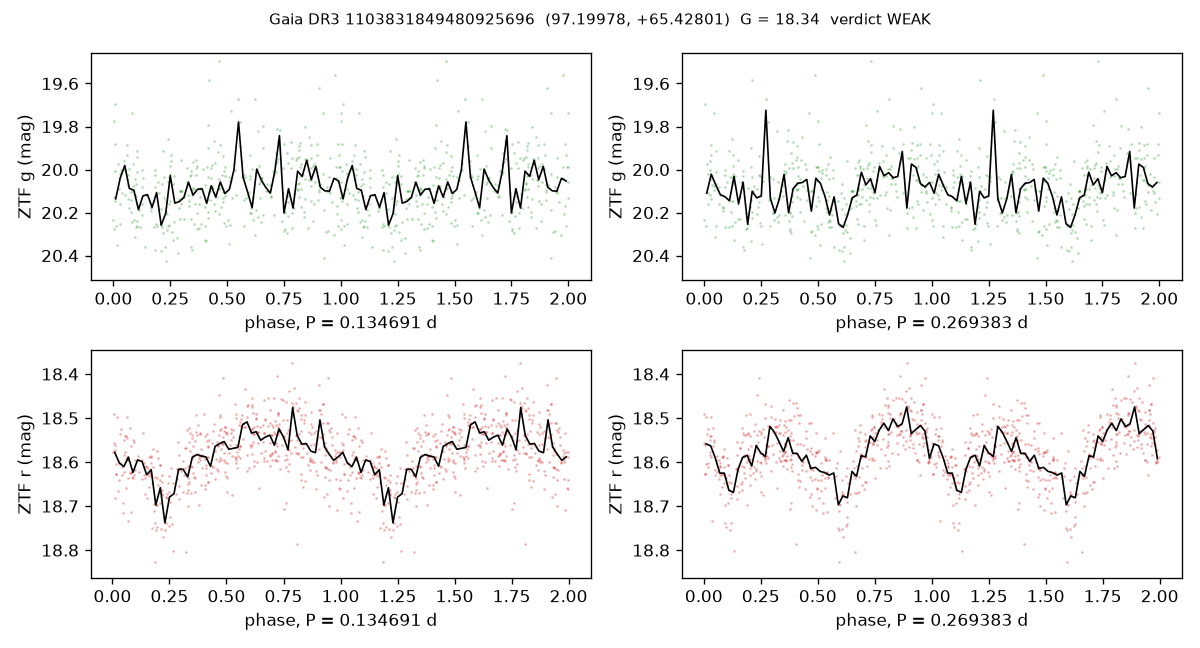 Gaia DR3 1103831849480925696  (97.19978, +65.42801)  G = 18.34  verdict WEAK
ZTF g (mag)
19.6
19.8
20.0
20.2
20.4
0.00 0.25 0.50 0.75 1.00 1.25 1.50 1.75 2.00
phase, P = 0.134691 d
ZTF g (mag)
19.6
19.8
20.0
20.2
20.4
0.00 0.25 0.50 0.75 1.00 1.25 1.50 1.75 2.00
phase, P = 0.269383 d
ZTF r (mag)
18.4
18.5
18.6
18.7
18.8
0.00 0.25 0.50 0.75 1.00 1.25 1.50 1.75 2.00
phase, P = 0.134691 d
ZTF r (mag)
18.4
18.5
18.6
18.7
18.8
0.00 0.25 0.50 0.75 1.00 1.25 1.50 1.75 2.00
phase, P = 0.269383 d